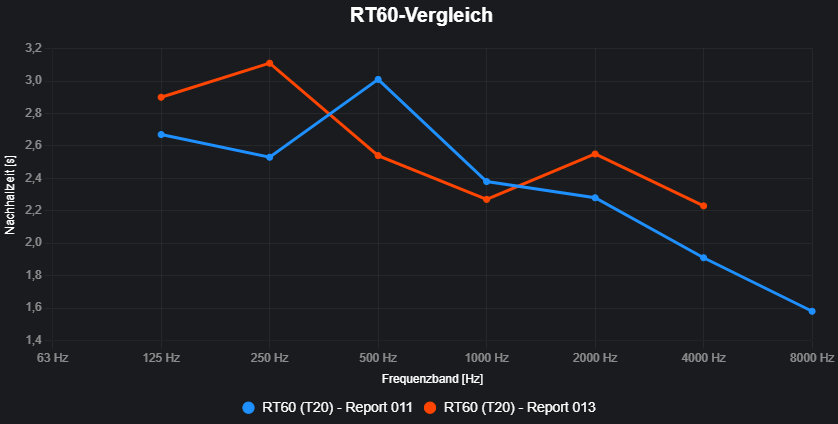 RT60-Vergleich
3,2
3,0
2,8
2,6
2,4
2,2
2,0
1,8
1,6
1,4
Nachhallzeit [s]
63 Hz 125 Hz 250 Hz 500 Hz 1000 Hz 2000 Hz 4000 Hz 8000 Hz
Frequenzband [Hz]
RT60 (T20) - Report 011 RT60 (T20) - Report 013